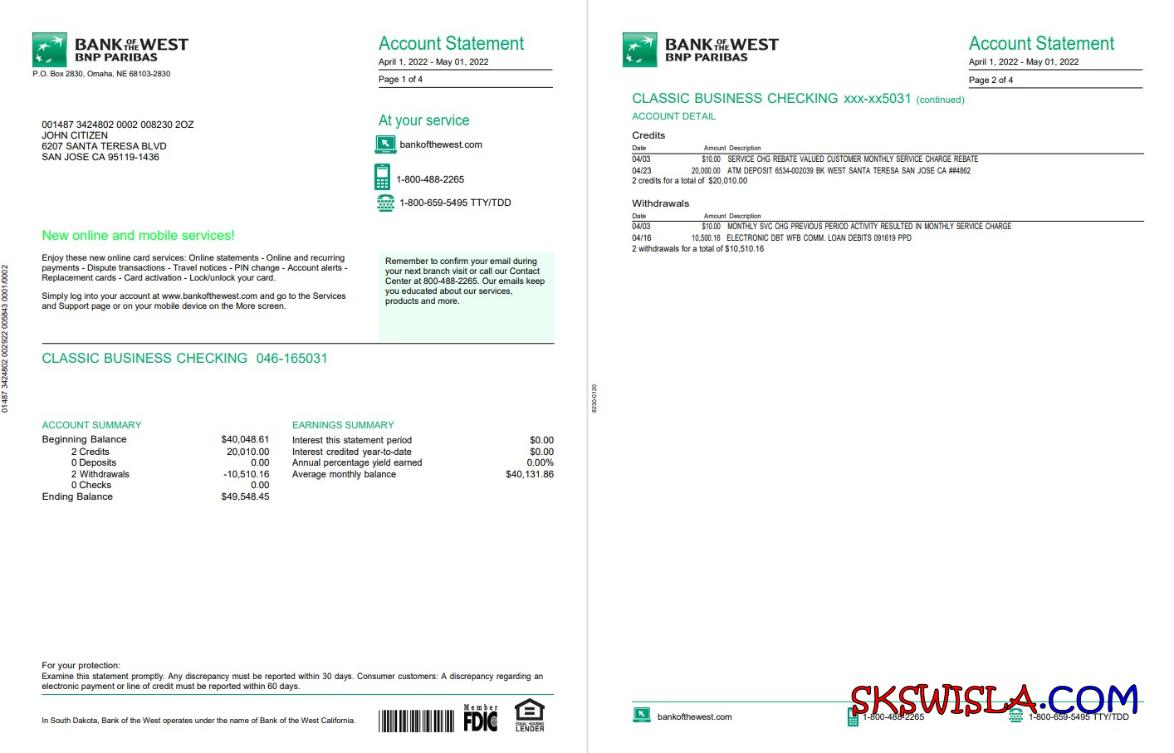 BANK OF THE WEST
BNP PARIBAS
P.O. Box 2830, Omaha, NE 68103-2830
Account Statement
April 1, 2022 - May 01, 2022
Page 1 of 4
001487 3424802 0002 008230 2OZ
JOHN CITIZEN
6207 SANTA TERESA BLVD
SAN JOSE CA 95119-1436
At your service
bankofthewest.com
1-800-488-2265
1-800-659-5495 TTY/TDD
New online and mobile services!
Enjoy these new online card services: Online statements - Online and recurring
payments - Dispute transactions - Travel notices - PIN change - Account alerts -
Replacement cards - Card activation - Lock/unlock your card.
Simply log into your account at www.bankofthewest.com and go to the Services
and Support page or on your mobile device on the More screen.
Remember to confirm your email during
your next branch visit or call our Contact
Center at 800-488-2265. Our emails keep
you educated about our services,
products and more.
01487 3424802 002922 005843 0001/0002
CLASSIC BUSINESS CHECKING 046-165031
ACCOUNT SUMMARY
Beginning Balance $40,048.61
2 Credits 20,010.00
0 Deposits 0.00
2 Withdrawals -10,510.16
0 Checks 0.00
Ending Balance $49,548.45
EARNINGS SUMMARY
Interest this statement period $0.00
Interest credited year-to-date $0.00
Annual percentage yield earned 0.00%
Average monthly balance $40,131.86
For your protection:
Examine this statement promptly. Any discrepancy must be reported within 30 days. Consumer customers: A discrepancy regarding an
electronic payment or line of credit must be reported within 60 days.
In South Dakota, Bank of the West operates under the name of Bank of the West California.
Member
FDIC
EQUAL HOUSING
LENDER
BANK OF THE WEST
BNP PARIBAS
Account Statement
April 1, 2022 - May 01, 2022
Page 2 of 4
CLASSIC BUSINESS CHECKING xxx-xx5031 (continued)
ACCOUNT DETAIL
Credits
Date Amount Description
04/03 $10.00 SERVICE CHG REBATE VALUED CUSTOMER MONTHLY SERVICE CHARGE REBATE
04/23 20,000.00 ATM DEPOSIT 6534-002039 BK WEST SANTA TERESA SAN JOSE CA ##4862
2 credits for a total of $20,010.00
Withdrawals
Date Amount Description
04/03 $10.00 MONTHLY SVC CHG PREVIOUS PERIOD ACTIVITY RESULTED IN MONTHLY SERVICE CHARGE
04/16 10,500.16 ELECTRONIC DBT WFB COMM. LOAN DEBITS 091619 PPD
2 withdrawals for a total of $10,510.16
8230-0120
bankofthewest.com
1-800-488-2265
1-800-659-5495 TTY/TDD
SKSWISLA.COM